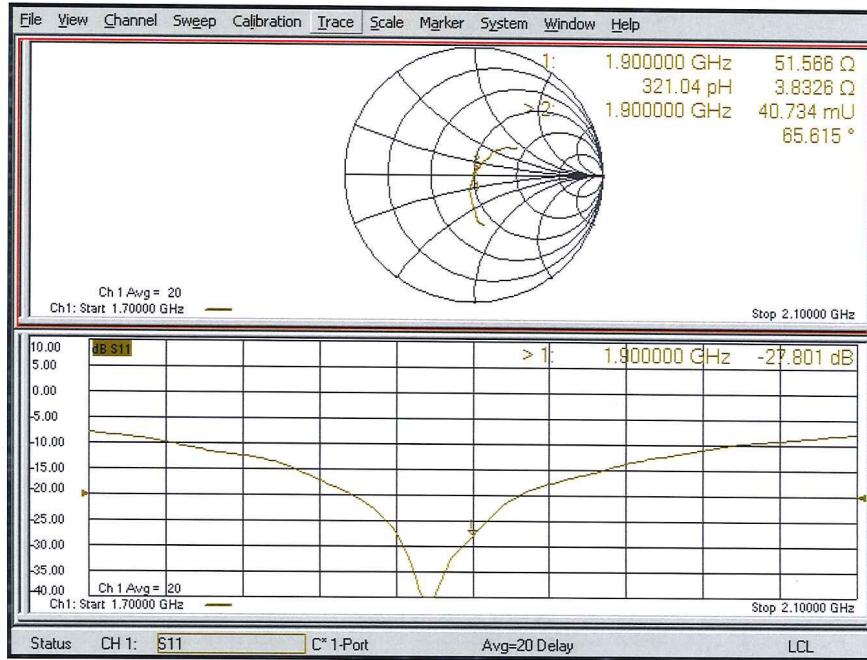 File View Channel Sweep Calibration Trace Scale Marker System Window Help
1: 1.900000 GHz 51.566 Ω
321.04 pH 3.8326 Ω
> 2: 1.900000 GHz 40.734 mU
65.615 °
Ch 1 Avg = 20
Ch1: Start 1.70000 GHz
Stop 2.10000 GHz
dB S11
> 1: 1.900000 GHz -27.801 dB
10.00
5.00
0.00
-5.00
-10.00
-15.00
-20.00
-25.00
-30.00
-35.00
-40.00
Ch 1 Avg = 20
Ch1: Start 1.70000 GHz
Stop 2.10000 GHz
Status CH 1: S11 C* 1-Port Avg=20 Delay LCL